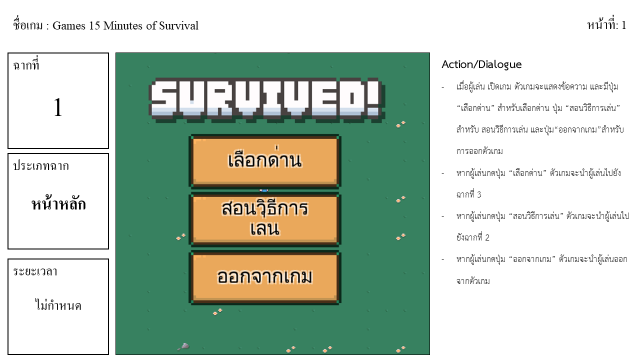 ชื่อเกม : Games 15 Minutes of Survival
หน้าที่: 1
ฉากที่
1
ประเภทฉาก
หน้าหลัก
ระยะเวลา
ไม่กำหนด
SURVIVED!
เลือกด่าน
สอนวิธีการ
เล่น
ออกจากเกม
Action/Dialogue
- เมื่อผู้เล่น เปิดเกม ตัวเกมจะแสดงข้อความ และมีปุ่ม
“เลือกด่าน” สำหรับเลือกด่าน ปุ่ม “สอนวิธีการเล่น”
สำหรับ สอนวิธีการเล่น และปุ่ม“ออกจากเกม”สำหรับ
การออกตัวเกม
- หากผู้เล่นกดปุ่ม “เลือกด่าน” ตัวเกมจะนำผู้เล่นไปยัง
ฉากที่ 3
- หากผู้เล่นกดปุ่ม “สอนวิธีการเล่น” ตัวเกมจะนำผู้เล่นไป
ยังฉากที่ 2
- หากผู้เล่นกดปุ่ม “ออกจากเกม” ตัวเกมจะนำผู้เล่นออก
จากตัวเกม